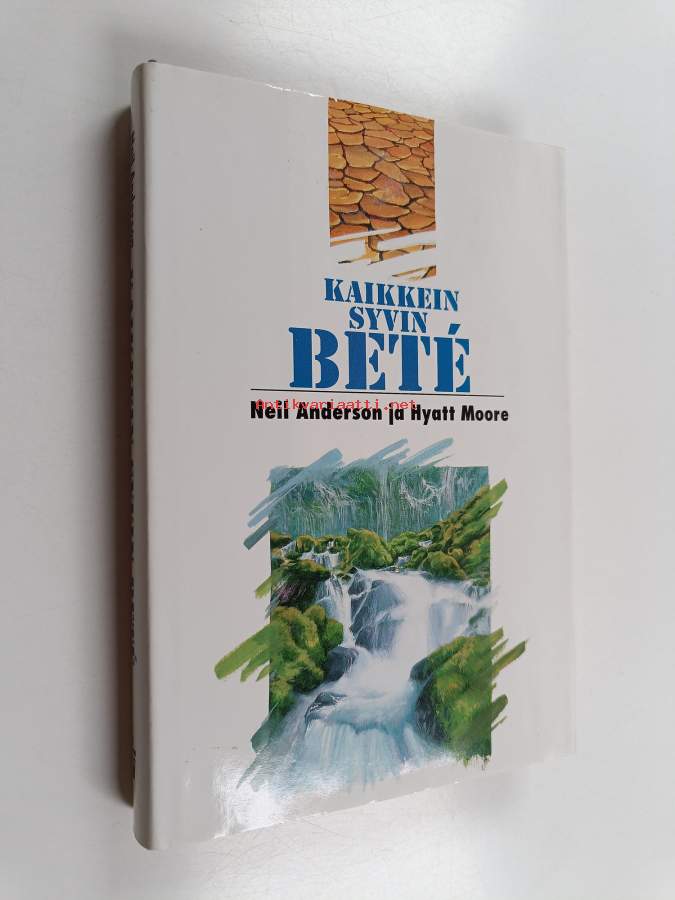 KAIKKEIN
SYVIN
BETÉ
Neil Anderson ja Hyatt Moore
Antikvariaatti.net